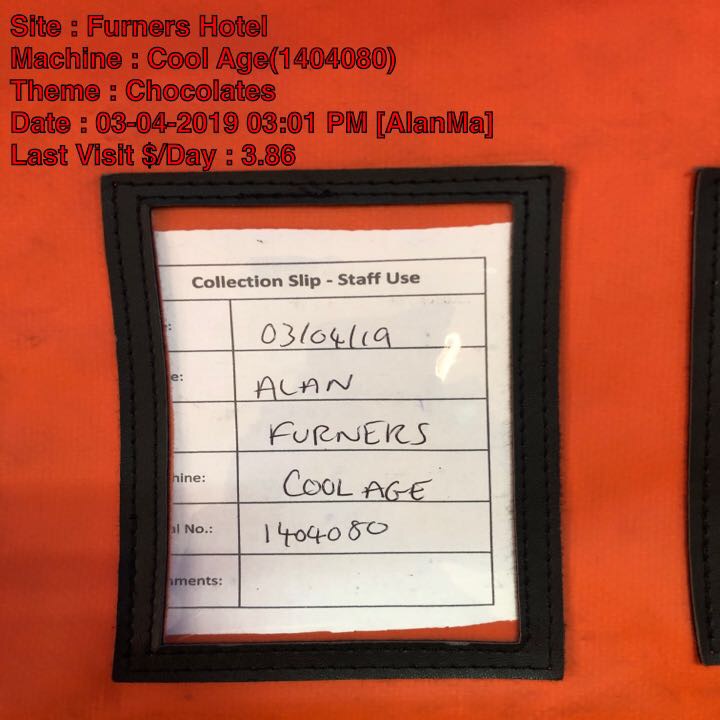 Site : Furners Hotel
Machine : Cool Age(1404080)
Theme : Chocolates
Date : 03-04-2019 03:01 PM [AlanMa]
Last Visit $/Day : 3.86
Collection Slip - Staff Use
: 03/04/19
e: ALAN
FURNERS
hine: COOL AGE
al No.: 1404080
mments: